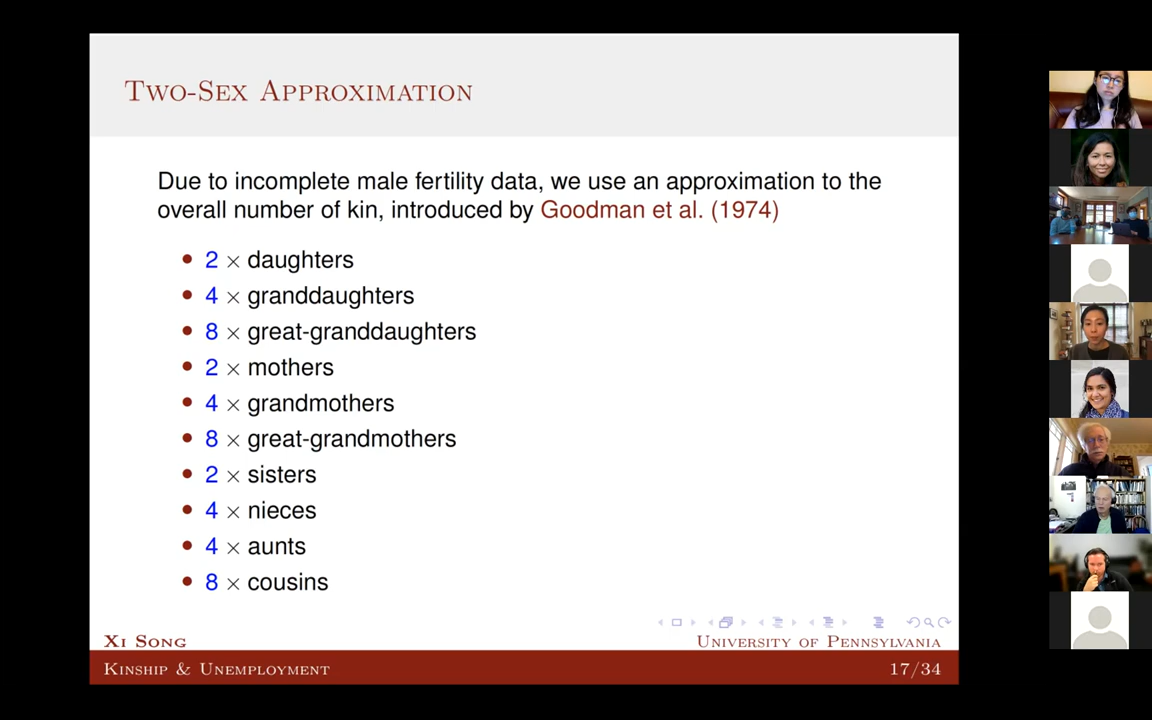 Two-Sex Approximation
Due to incomplete male fertility data, we use an approximation to the
overall number of kin, introduced by Goodman et al. (1974)
• 2 × daughters
• 4 × granddaughters
• 8 × great-granddaughters
• 2 × mothers
• 4 × grandmothers
• 8 × great-grandmothers
• 2 × sisters
• 4 × nieces
• 4 × aunts
• 8 × cousins
Xi Song
University of Pennsylvania
Kinship & Unemployment
17/34